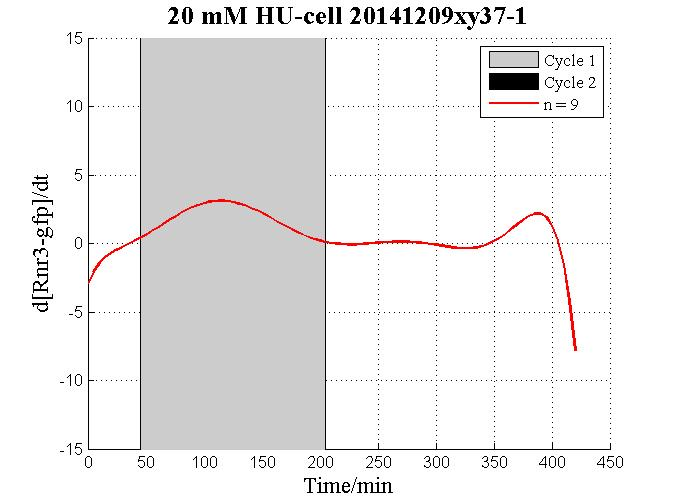 20 mM HU-cell 20141209xy37-1
Cycle 1
Cycle 2
n = 9
d[Rnr3-gfp]/dt
15
10
5
0
-5
-10
-15
0 50 100 150 200 250 300 350 400 450
Time/min